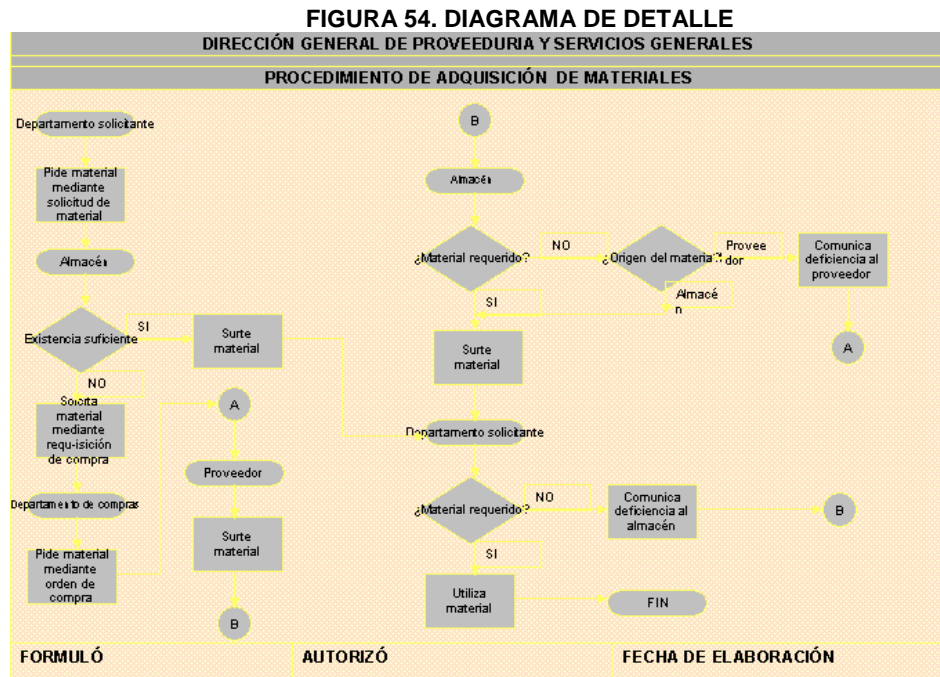 FIGURA 54. DIAGRAMA DE DETALLE
DIRECCIÓN GENERAL DE PROVEEDURIA Y SERVICIOS GENERALES
PROCEDIMIENTO DE ADQUISICIÓN DE MATERIALES
Departamento solicitante
Pide material
mediante
solicitud de
material
Almacén
Existencia suficiente
SI
Surte
material
NO
Solicita
material
mediante
requ-isición
de compra
Departamento de compras
Pide material
mediante
orden de
compra
A
Proveedor
Surte
material
B
B
Almacén
¿Material requerido?
NO
¿Origen del material?
Provee
dor
Comunica
deficiencia al
proveedor
A
Almacé
n
SI
Surte
material
Departamento solicitante
¿Material requerido?
NO
Comunica
deficiencia al
almacén
B
SI
Utiliza
material
FIN
FORMULÓ
AUTORIZÓ
FECHA DE ELABORACIÓN